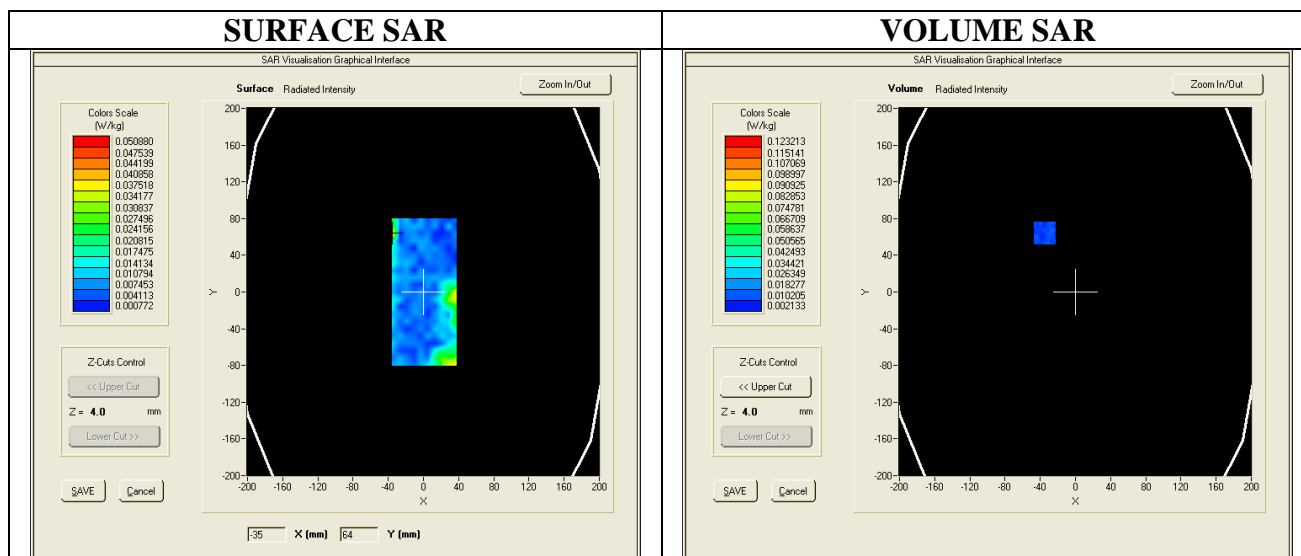 SURFACE SAR
SAR Visualisation Graphical Interface
Surface Radiated Intensity
Zoom In/Out
Colors Scale
(W/kg)
0.050880
0.047539
0.044199
0.040858
0.037518
0.034177
0.030837
0.027496
0.024156
0.020815
0.017475
0.014134
0.010794
0.007453
0.004113
0.000772
200
160
120
80
40
0
-40
-80
-120
-160
-200
Y
-200 -160 -120 -80 -40 0 40 80 120 160 200
X
Z-Cuts Control
<< Upper Cut
Z = 4.0 mm
Lower Cut >>
SAVE Cancel
-35 X (mm) 64 Y (mm)
VOLUME SAR
SAR Visualisation Graphical Interface
Volume Radiated Intensity
Zoom In/Out
Colors Scale
(W/kg)
0.123213
0.115141
0.107069
0.098997
0.090925
0.082853
0.074781
0.066709
0.058637
0.050565
0.042493
0.034421
0.026349
0.018277
0.010205
0.002133
200
160
120
80
40
0
-40
-80
-120
-160
-200
Y
-200 -160 -120 -80 -40 0 40 80 120 160 200
X
Z-Cuts Control
<< Upper Cut
Z = 4.0 mm
Lower Cut >>
SAVE Cancel